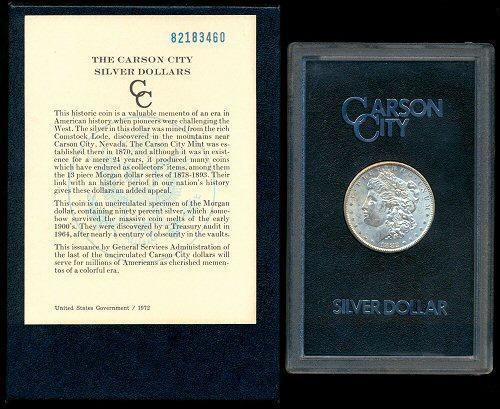 82183460
THE CARSON CITY
SILVER DOLLARS
CC
This historic coin is a valuable memento of an era in
American history when pioneers were challenging the
West. The silver in this dollar was mined from the rich
Comstock Lode, discovered in the mountains near
Carson City, Nevada. The Carson City Mint was es-
tablished there in 1870, and although it was in exist-
ence for a mere 24 years, it produced many coins
which have endured as collectors' items, among them
the 13 piece Morgan dollar series of 1878-1893. Their
link with an historic period in our nation's history
gives these dollars an added appeal.
This coin is an uncirculated specimen of the Morgan
dollar, containing ninety percent silver, which some-
how survived the massive coin melts of the early
1900's. They were discovered by a Treasury audit in
1964, after nearly a century of obscurity in the vaults.
This issuance by General Services Administration of
the last of the uncirculated Carson City dollars will
serve for millions of Americans as cherished memen-
tos of a colorful era.
United States Government / 1972
CARSON
CITY
SILVER DOLLAR